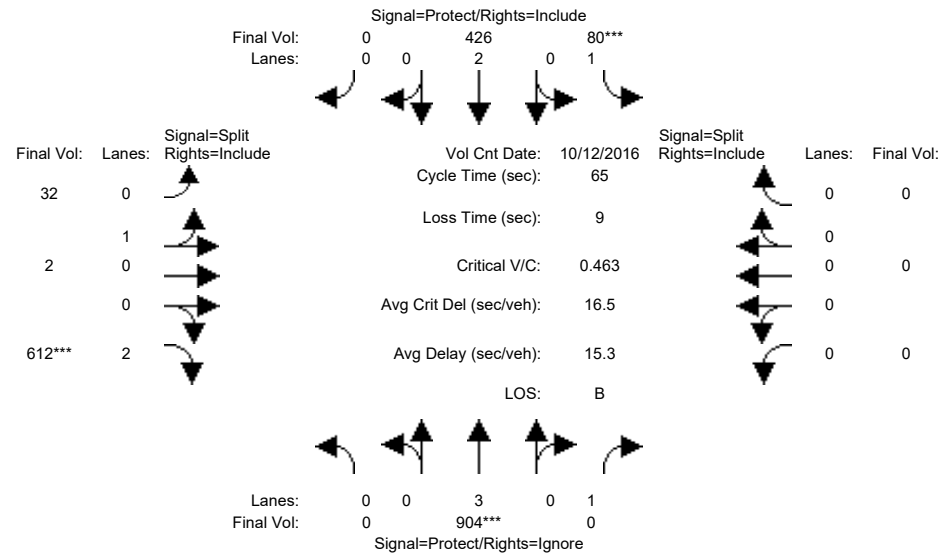 Signal=Protect/Rights=Include
Final Vol: 0 426 80***
Lanes: 0 0 2 0 1
Signal=Split Signal=Split
Final Vol: Lanes: Rights=Include Vol Cnt Date: 10/12/2016 Rights=Include Lanes: Final Vol:
Cycle Time (sec): 65
32 0 0 0
Loss Time (sec): 9
1 0
2 0 Critical V/C: 0.463 0 0
0 Avg Crit Del (sec/veh): 16.5 0
612*** 2 Avg Delay (sec/veh): 15.3 0 0
LOS: B
Lanes: 0 0 3 0 1
Final Vol: 0 904*** 0
Signal=Protect/Rights=Ignore